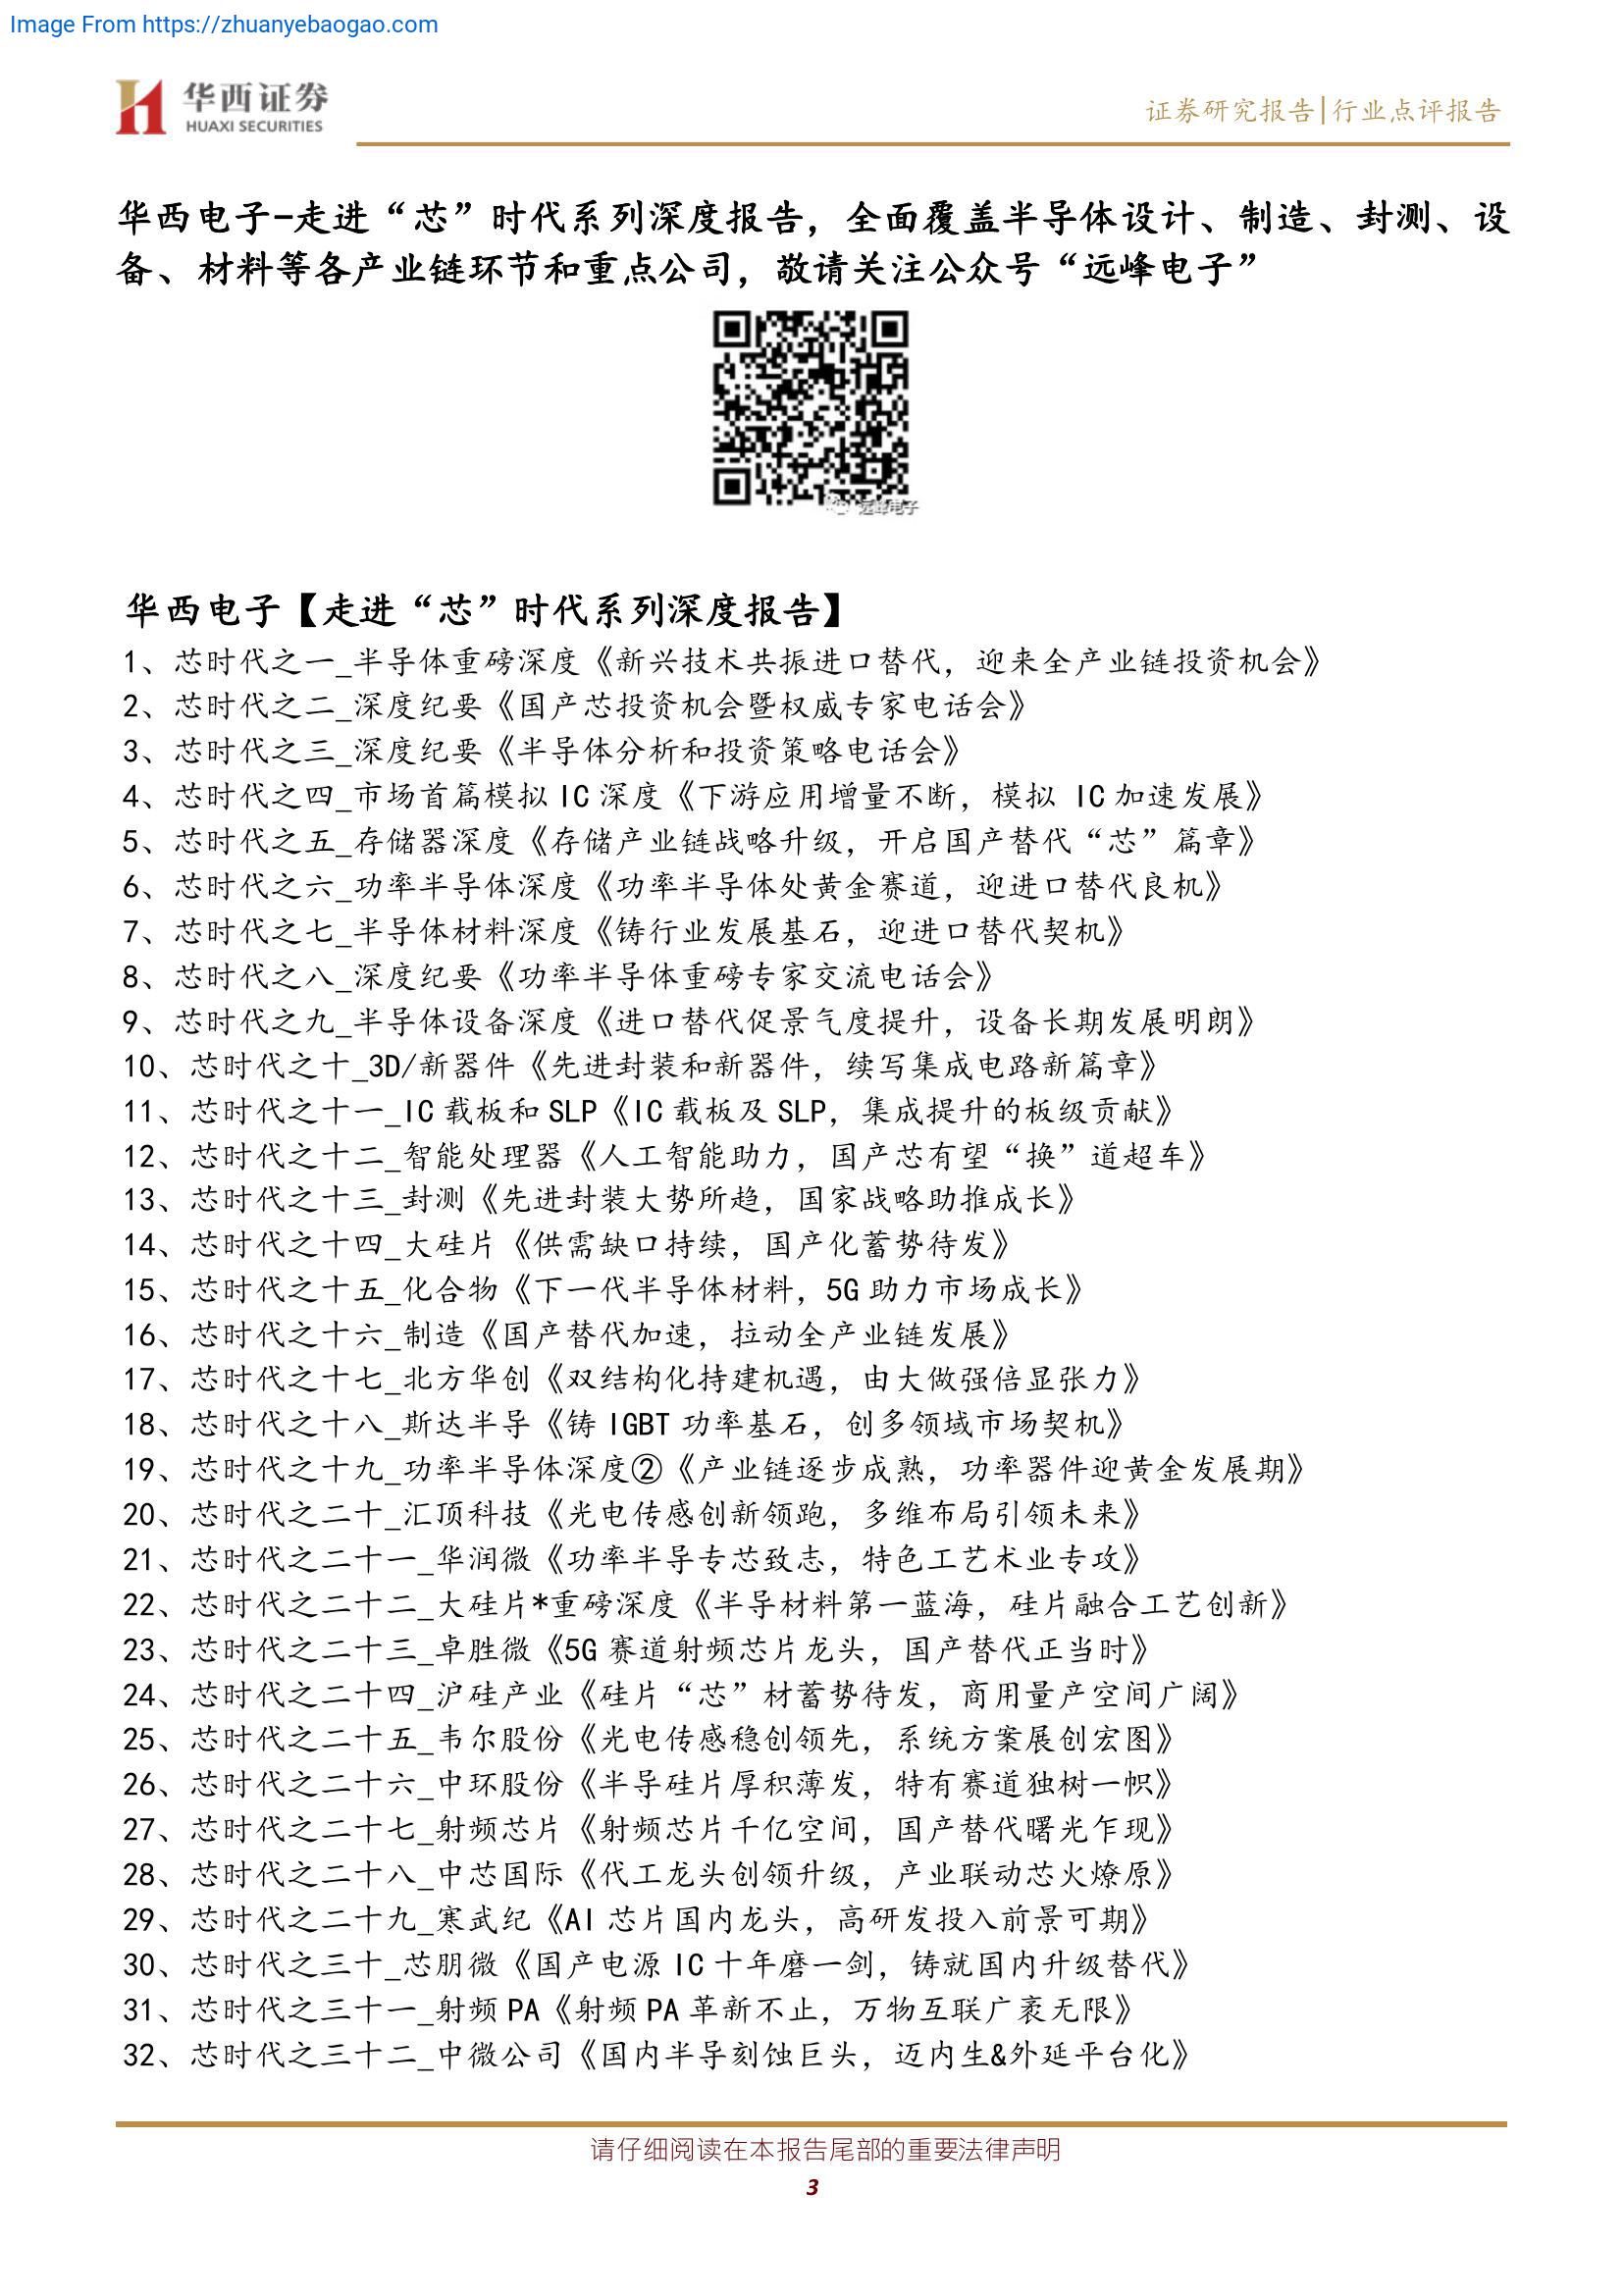 Image From https://zhuanyebaogao.com
华西证券
HUAXI SECURITIES
证券研究报告|行业点评报告
华西电子-走进“芯”时代系列深度报告，全面覆盖半导体设计、制造、封测、设
备、材料等各产业链环节和重点公司，敬请关注公众号“远峰电子”
远峰电子
华西电子【走进“芯”时代系列深度报告】
1、芯时代之一_半导体重磅深度《新兴技术共振进口替代，迎来全产业链投资机会》
2、芯时代之二_深度纪要《国产芯投资机会暨权威专家电话会》
3、芯时代之三_深度纪要《半导体分析和投资策略电话会》
4、芯时代之四_市场首篇模拟 IC 深度《下游应用增量不断，模拟 IC 加速发展》
5、芯时代之五_存储器深度《存储产业链战略升级，开启国产替代“芯”篇章》
6、芯时代之六_功率半导体深度《功率半导体处黄金赛道，迎进口替代良机》
7、芯时代之七_半导体材料深度《铸行业发展基石，迎进口替代契机》
8、芯时代之八_深度纪要《功率半导体重磅专家交流电话会》
9、芯时代之九_半导体设备深度《进口替代促景气度提升，设备长期发展明朗》
10、芯时代之十_3D/新器件《先进封装和新器件，续写集成电路新篇章》
11、芯时代之十一_IC 载板和 SLP《IC 载板及 SLP，集成提升的板级贡献》
12、芯时代之十二_智能处理器《人工智能助力，国产芯有望“换”道超车》
13、芯时代之十三_封测《先进封装大势所趋，国家战略助推成长》
14、芯时代之十四_大硅片《供需缺口持续，国产化蓄势待发》
15、芯时代之十五_化合物《下一代半导体材料，5G 助力市场成长》
16、芯时代之十六_制造《国产替代加速，拉动全产业链发展》
17、芯时代之十七_北方华创《双结构化持建机遇，由大做强倍显张力》
18、芯时代之十八_斯达半导《铸 IGBT 功率基石，创多领域市场契机》
19、芯时代之十九_功率半导体深度②《产业链逐步成熟，功率器件迎黄金发展期》
20、芯时代之二十_汇顶科技《光电传感创新领跑，多维布局引领未来》
21、芯时代之二十一_华润微《功率半导专芯致志，特色工艺术业专攻》
22、芯时代之二十二_大硅片*重磅深度《半导材料第一蓝海，硅片融合工艺创新》
23、芯时代之二十三_卓胜微《5G 赛道射频芯片龙头，国产替代正当时》
24、芯时代之二十四_沪硅产业《硅片“芯”材蓄势待发，商用量产空间广阔》
25、芯时代之二十五_韦尔股份《光电传感稳创领先，系统方案展创宏图》
26、芯时代之二十六_中环股份《半导硅片厚积薄发，特有赛道独树一帜》
27、芯时代之二十七_射频芯片《射频芯片千亿空间，国产替代曙光乍现》
28、芯时代之二十八_中芯国际《代工龙头创领升级，产业联动芯火燎原》
29、芯时代之二十九_寒武纪《AI 芯片国内龙头，高研发投入前景可期》
30、芯时代之三十_芯朋微《国产电源 IC 十年磨一剑，铸就国内升级替代》
31、芯时代之三十一_射频 PA《射频 PA 革新不止，万物互联广袤无限》
32、芯时代之三十二_中微公司《国内半导刻蚀巨头，迈内生&外延平台化》
请仔细阅读在本报告尾部的重要法律声明
3